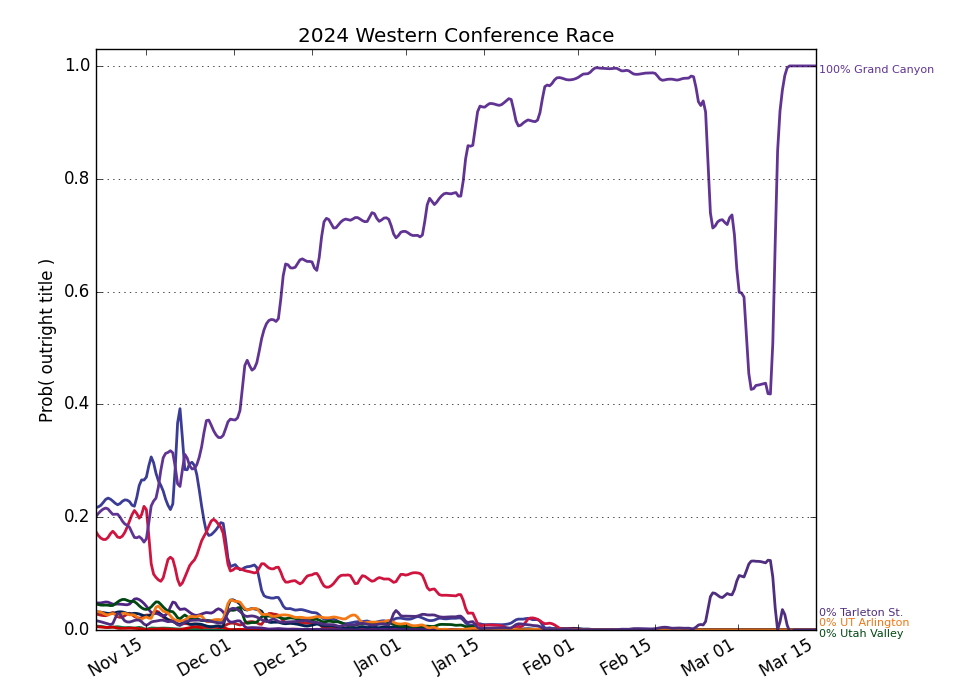 2024 Western Conference Race
Prob( outright title )
1.0
0.8
0.6
0.4
0.2
0.0
100% Grand Canyon
0% Tarleton St.
0% UT Arlington
0% Utah Valley
Nov 15
Dec 01
Dec 15
Jan 01
Jan 15
Feb 01
Feb 15
Mar 01
Mar 15